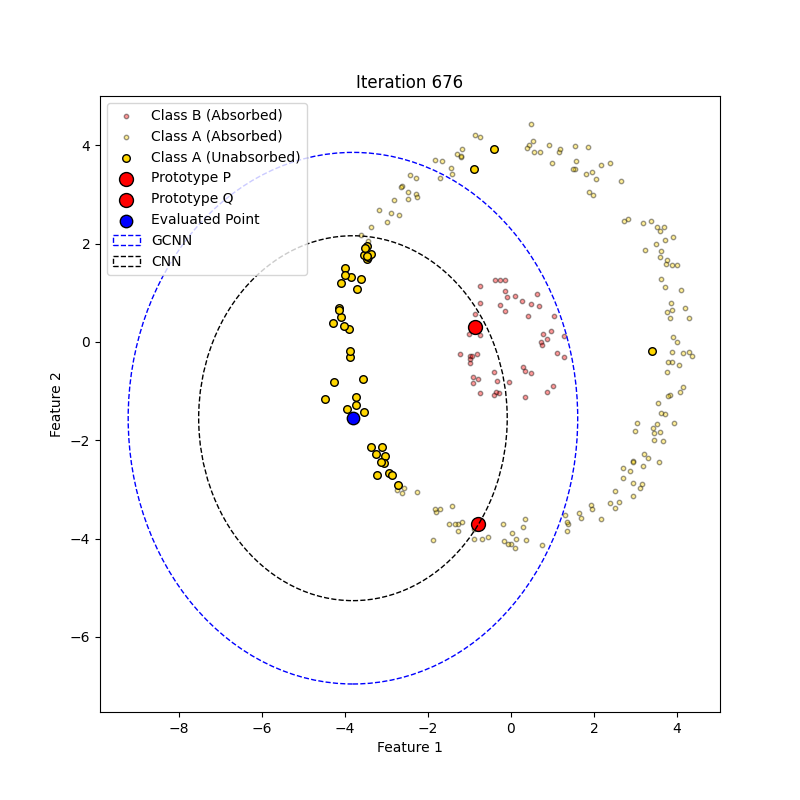 Iteration 676
Class B (Absorbed)
Class A (Absorbed)
Class A (Unabsorbed)
Prototype P
Prototype Q
Evaluated Point
GCNN
CNN
4
2
0
−2
−4
−6
Feature 2
−8
−6
−4
−2
0
2
4
Feature 1